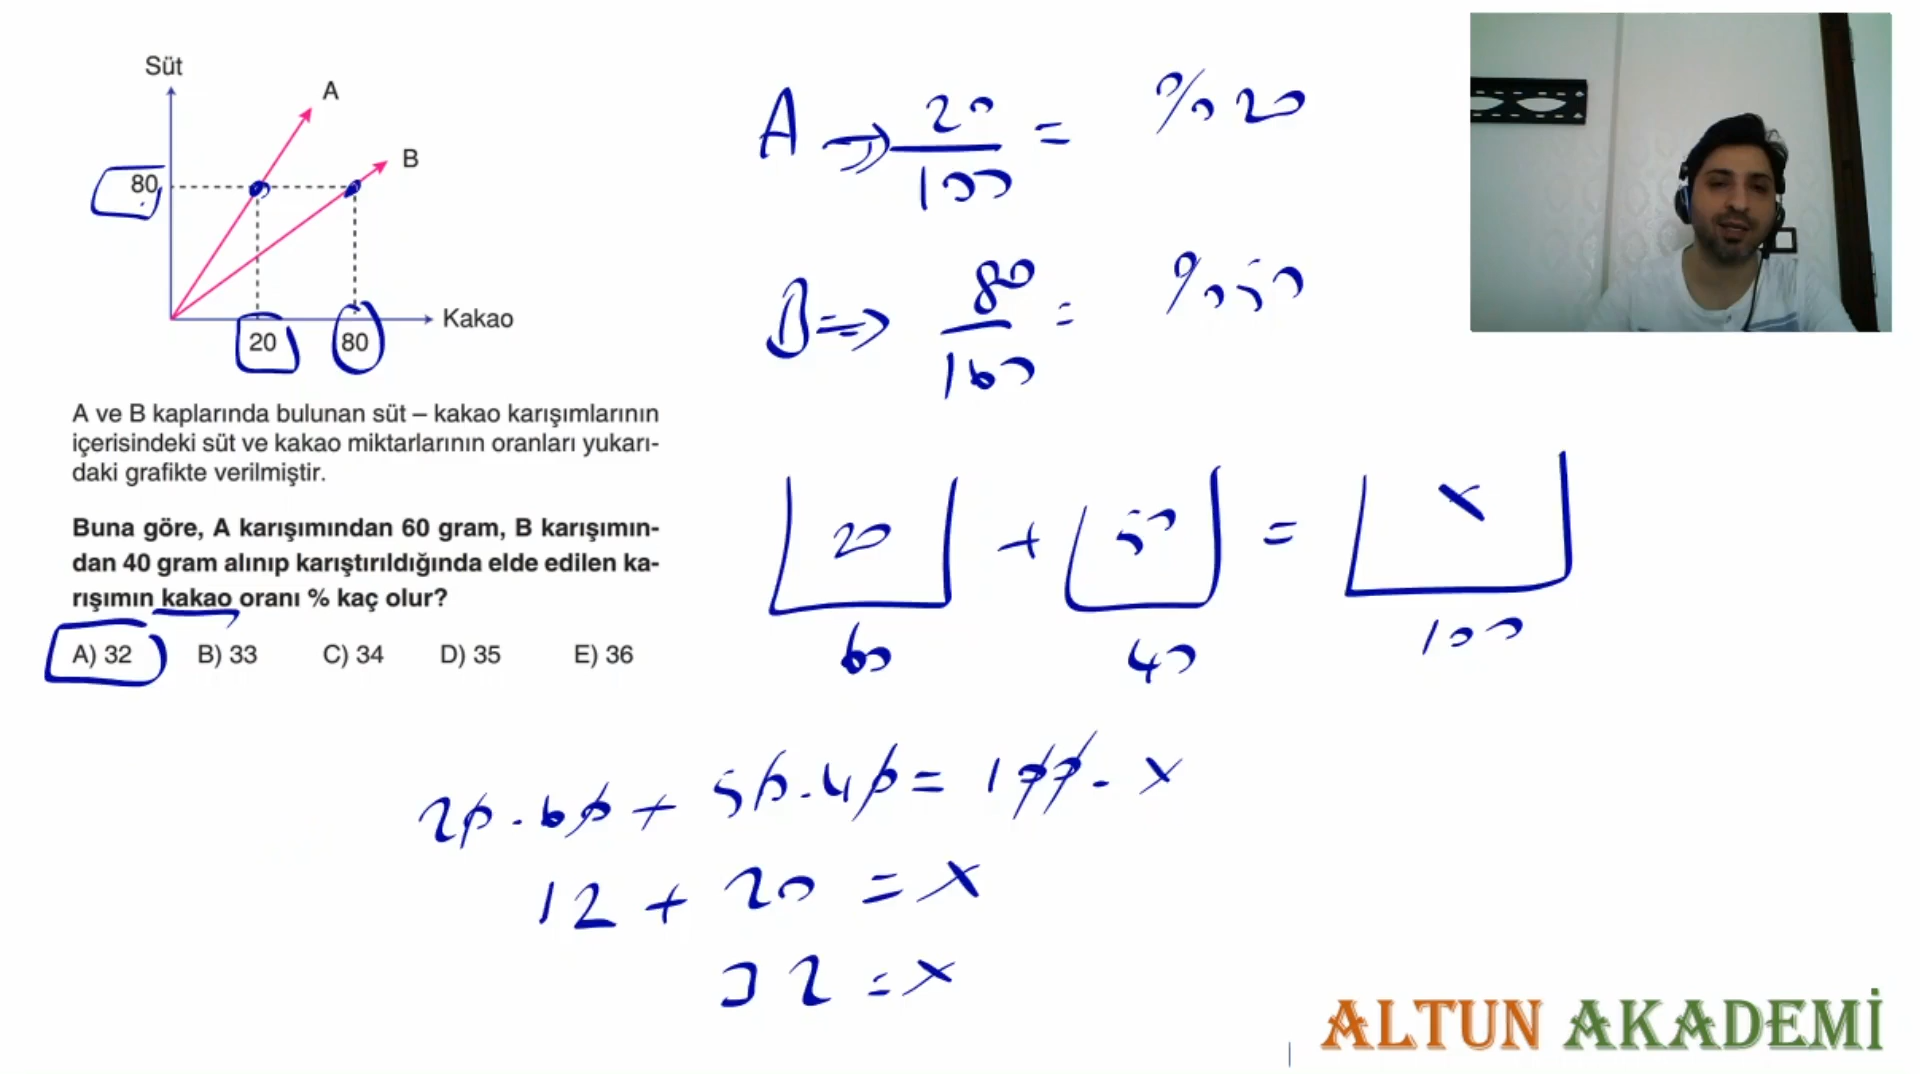 Süt
A
B
80
Kakao
20
80
A ve B kaplarında bulunan süt – kakao karışımlarının
içerisindeki süt ve kakao miktarlarının oranları yukarı-
daki grafikte verilmiştir.
Buna göre, A karışımından 60 gram, B karışımın-
dan 40 gram alınıp karıştırıldığında elde edilen ka-
rışımın kakao oranı % kaç olur?
A) 32 B) 33 C) 34 D) 35 E) 36
A ⇒ 20/100 = %20
B ⇒ 80/160 = %50
20 + 50 = x
60 40 100
20.60 + 50.40 = 100.x
12 + 20 = x
32 = x
ALTUN AKADEMİ